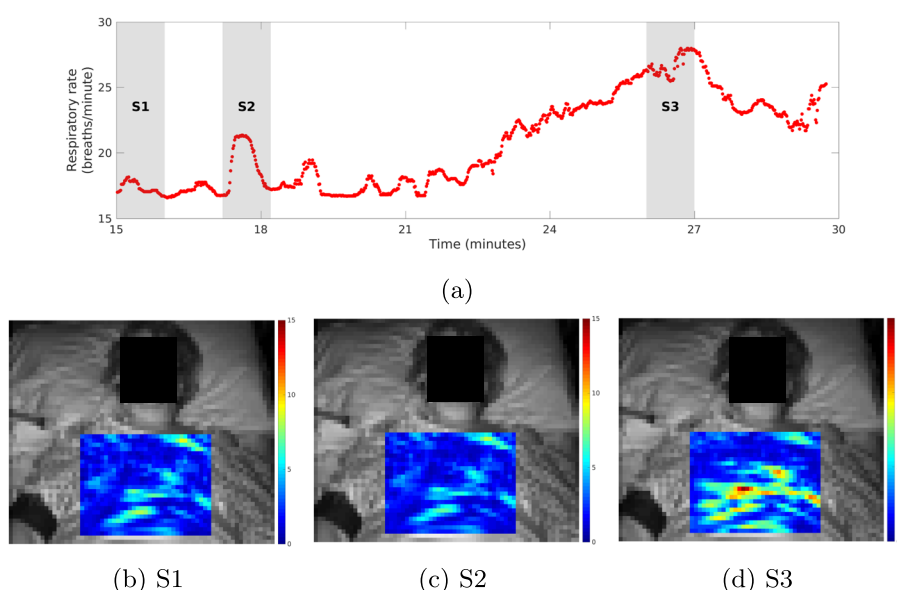 30
25
20
15
Respiratory rate
(breaths/minute)
S1
S2
S3
15
18
21
24
27
30
Time (minutes)
(a)
15
10
5
0
15
10
5
0
(b) S1
(c) S2
(d) S3